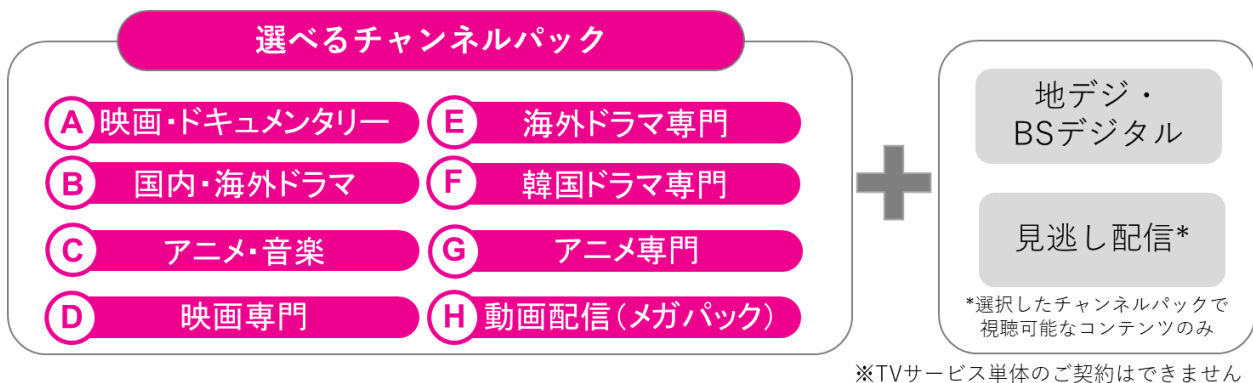 選べるチャンネルパック
A 映画・ドキュメンタリー
B 国内・海外ドラマ
C アニメ・音楽
D 映画専門
E 海外ドラマ専門
F 韓国ドラマ専門
G アニメ専門
H 動画配信(メガパック)
地デジ・
BSデジタル
見逃し配信*
*選択したチャンネルパックで
視聴可能なコンテンツのみ
※TVサービス単体のご契約はできません